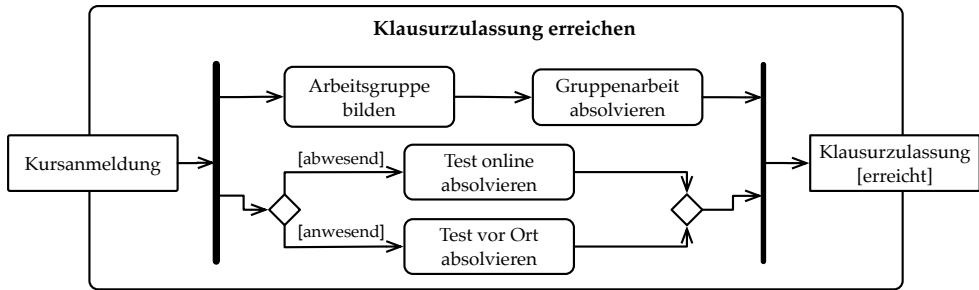 Klausurzulassung erreichen
Arbeitsgruppe
bilden
Gruppenarbeit
absolvieren
Kursanmeldung
[abwesend]
Test online
absolvieren
Klausurzulassung
[erreicht]
[anwesend]
Test vor Ort
absolvieren